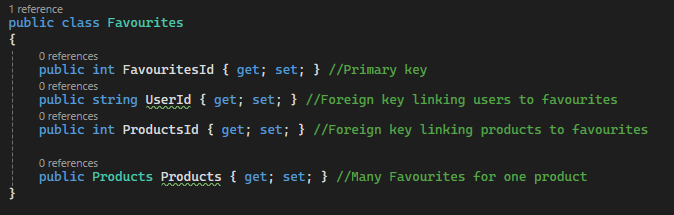 1 reference
public class Favourites
{
0 references
public int FavouritesId { get; set; } //Primary key
0 references
public string UserId { get; set; } //Foreign key linking users to favourites
0 references
public int ProductsId { get; set; } //Foreign key linking products to favourites
0 references
public Products Products { get; set; } //Many Favourites for one product
}